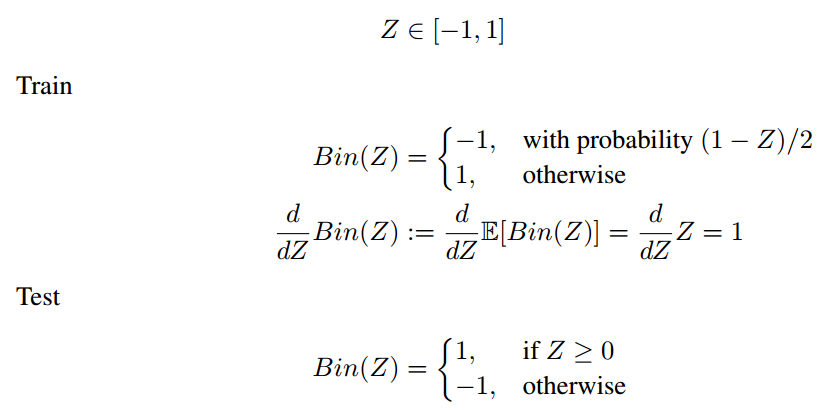 Z ∈ [−1, 1]
Train
Bin(Z) = { −1, with probability (1 − Z)/2
1, otherwise
d/dZ Bin(Z) := d/dZ 𝔼[Bin(Z)] = d/dZ Z = 1
Test
Bin(Z) = { 1, if Z ≥ 0
−1, otherwise